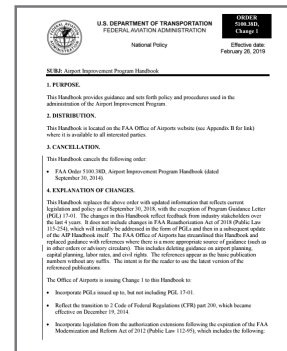 U.S. DEPARTMENT OF TRANSPORTATION
FEDERAL AVIATION ADMINISTRATION
National Policy
ORDER
5100.38D,
Change 1
Effective date:
February 26, 2019
SUBJ: Airport Improvement Program Handbook
1. PURPOSE.
This Handbook provides guidance and sets forth policy and procedures used in the
administration of the Airport Improvement Program.
2. DISTRIBUTION.
This Handbook is located on the FAA Office of Airports website (see Appendix B for link)
where it is available to all interested parties.
3. CANCELLATION.
This Handbook cancels the following order:
• FAA Order 5100.38D, Airport Improvement Program Handbook (dated
September 30, 2014).
4. EXPLANATION OF CHANGES.
This Handbook replaces the above order with updated information that reflects current
legislation and policy as of September 30, 2018, with the exception of Program Guidance Letter
(PGL) 17-01. The changes in this Handbook reflect feedback from industry stakeholders over
the last 4 years. It does not include changes in FAA Reauthorization Act of 2018 (Public Law
115-254), which will initially be addressed in the form of PGLs and then in a subsequent update
of the AIP Handbook itself. The FAA Office of Airports has streamlined this Handbook and
replaced guidance with references where there is a more appropriate source of guidance (such as
in other orders or advisory circulars). This includes deleting guidance on airport planning,
capital planning, labor rates, and civil rights. The references appear as the basic publication
numbers without any suffix. The intent is for the reader to use the latest version of the
referenced publications.
The Office of Airports is issuing Change 1 to this Handbook to:
• Incorporate PGLs issued up to, but not including PGL 17-01.
• Reflect the transition to 2 Code of Federal Regulations (CFR) part 200, which became
effective on December 19, 2014.
• Incorporate legislation from the authorization extensions following the expiration of the FAA
Modernization and Reform Act of 2012 (Public Law 112-95), which includes the following: